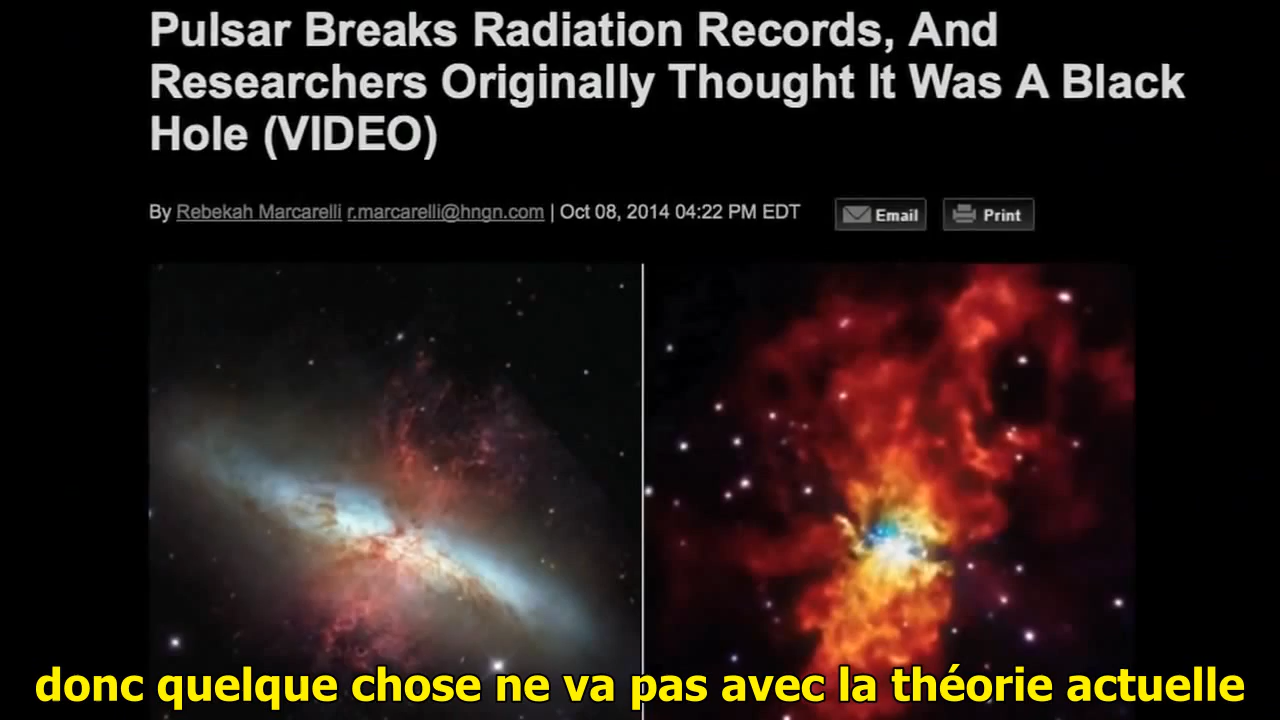 Pulsar Breaks Radiation Records, And
Researchers Originally Thought It Was A Black
Hole (VIDEO)
By Rebekah Marcarelli r.marcarelli@hngn.com | Oct 08, 2014 04:22 PM EDT Email Print
donc quelque chose ne va pas avec la théorie actuelle